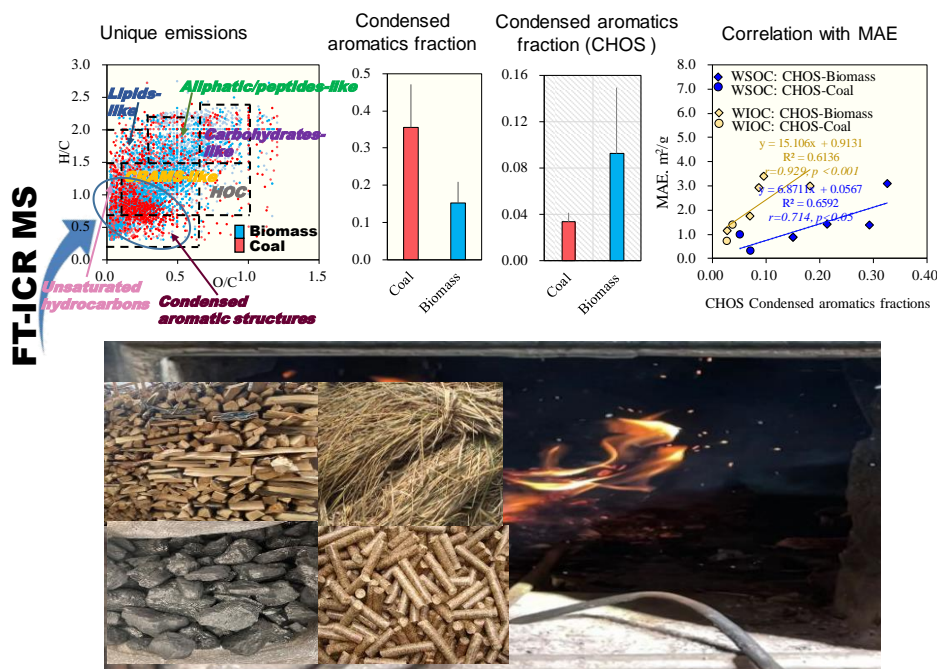 Unique emissions
Condensed
aromatics fraction
Condensed aromatics
fraction (CHOS )
Correlation with MAE
FT-ICR MS
H/C
3.0
2.5
2.0
1.5
1.0
0.5
0.0
0.0
0.5
1.0
1.5
O/C
Lipids-
like
Aliphatic/peptides-like
Carbohydrates-
like
CRAMS-like
HOC
Biomass
Coal
Unsaturated
hydrocarbons
Condensed
aromatic structures
0.5
0.4
0.3
0.2
0.1
0.0
Coal
Biomass
0.16
0.12
0.08
0.04
0.00
Coal
Biomass
MAE. m²/g
8.0
7.0
6.0
5.0
4.0
3.0
2.0
1.0
0.0
WSOC: CHOS-Biomass
WSOC: CHOS-Coal
WIOC: CHOS-Biomass
WIOC: CHOS-Coal
y = 15.106x + 0.9131
R² = 0.6136
r=0.929, p < 0.001
y = 6.8711x + 0.0567
R² = 0.6592
r=0.714, p<0.05
0.00
0.10
0.20
0.30
0.40
CHOS Condensed aromatics fractions